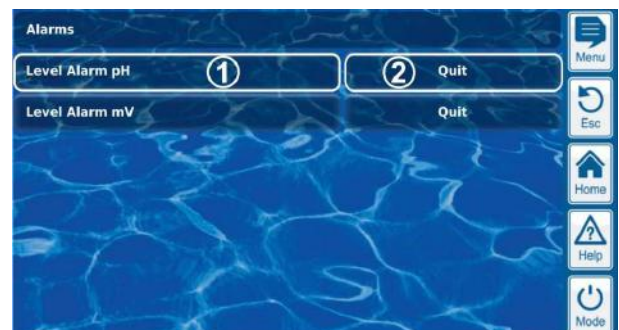 Alarms
Level Alarm pH ① ② Quit
Level Alarm mV Quit
Menu
Esc
Home
Help
Mode